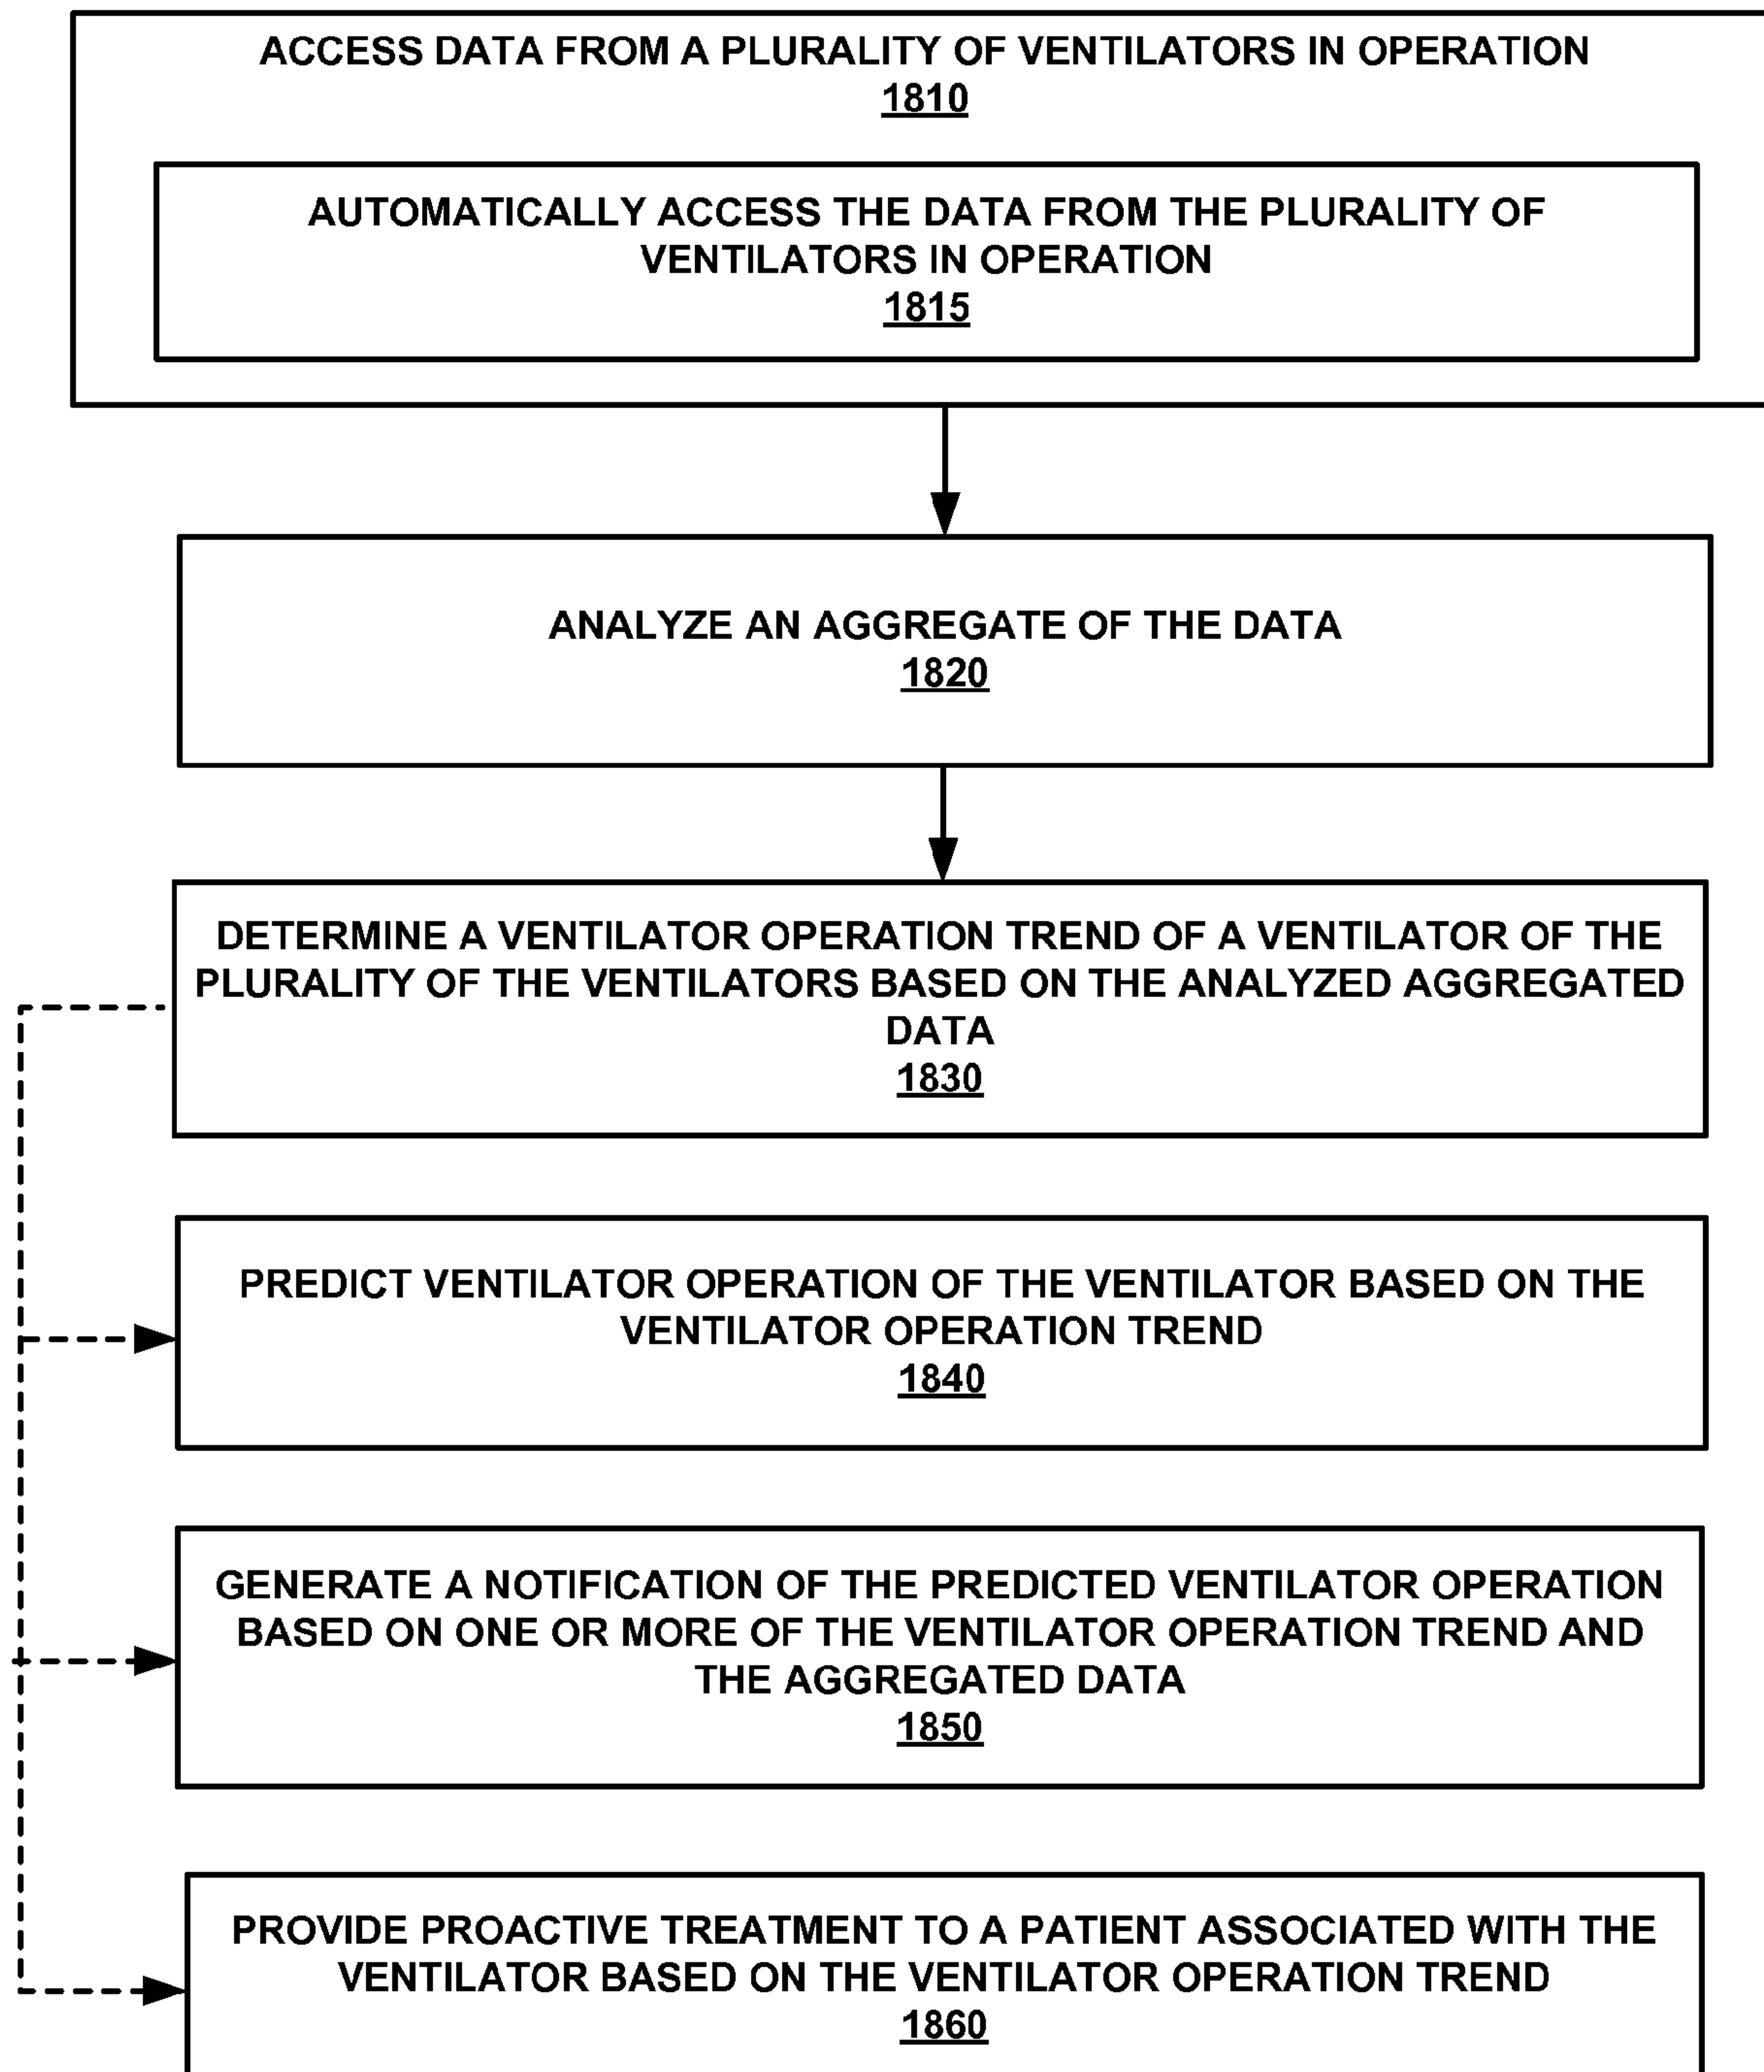 ACCESS DATA FROM A PLURALITY OF VENTILATORS IN OPERATION
1810
AUTOMATICALLY ACCESS THE DATA FROM THE PLURALITY OF
VENTILATORS IN OPERATION
1815
ANALYZE AN AGGREGATE OF THE DATA
1820
DETERMINE A VENTILATOR OPERATION TREND OF A VENTILATOR OF THE
PLURALITY OF THE VENTILATORS BASED ON THE ANALYZED AGGREGATED
DATA
1830
PREDICT VENTILATOR OPERATION OF THE VENTILATOR BASED ON THE
VENTILATOR OPERATION TREND
1840
GENERATE A NOTIFICATION OF THE PREDICTED VENTILATOR OPERATION
BASED ON ONE OR MORE OF THE VENTILATOR OPERATION TREND AND
THE AGGREGATED DATA
1850
PROVIDE PROACTIVE TREATMENT TO A PATIENT ASSOCIATED WITH THE
VENTILATOR BASED ON THE VENTILATOR OPERATION TREND
1860